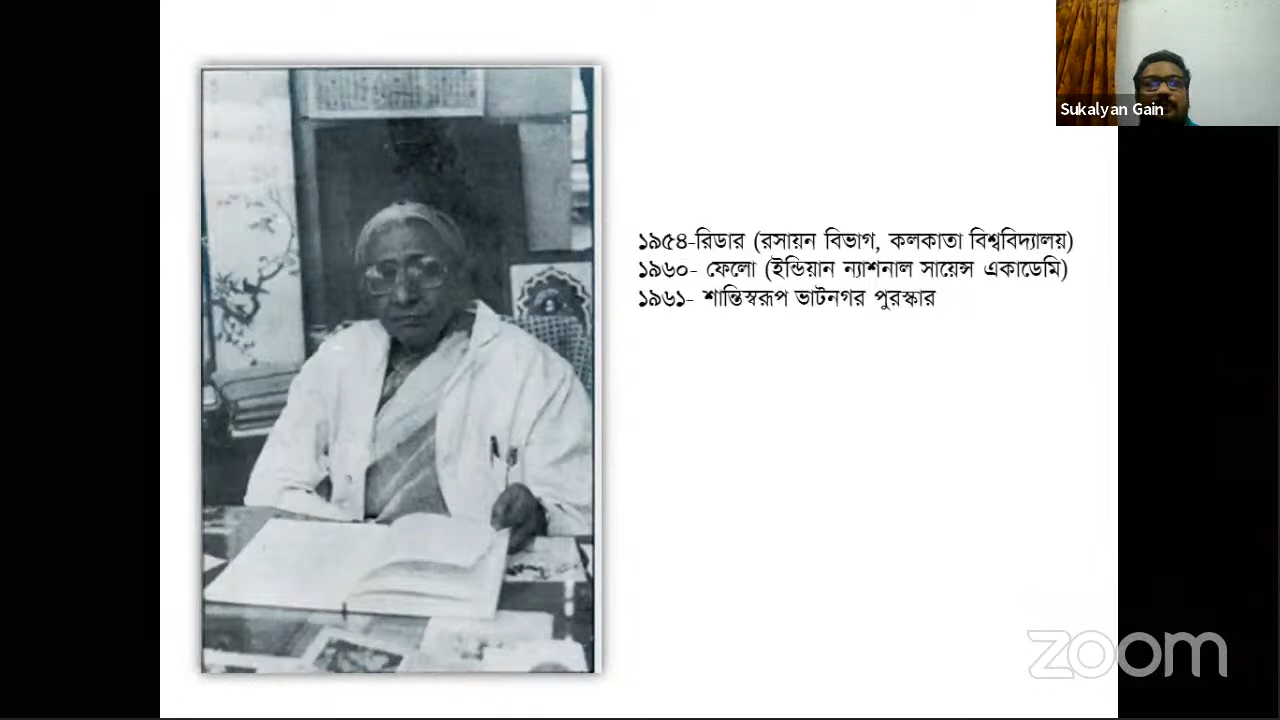 Sukalyan Gain
১৯৫৪-রিডার (রসায়ন বিভাগ, কলকাতা বিশ্ববিদ্যালয়)
১৯৬০- ফেলো (ইন্ডিয়ান ন্যাশনাল সায়েন্স একাডেমি)
১৯৬১- শান্তিস্বরূপ ভাটনগর পুরস্কার
zoom